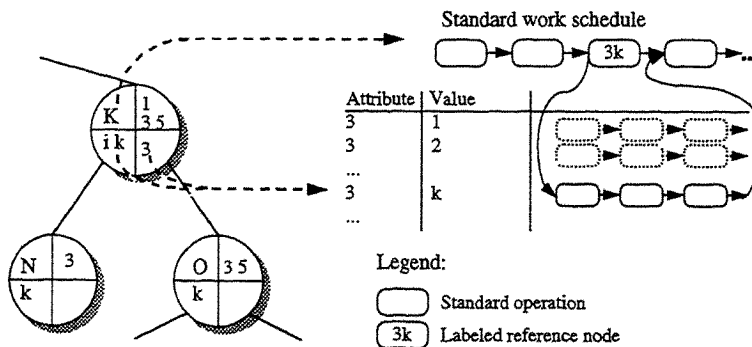 Standard work schedule
3k
...
Attribute Value
3 1
3 2
...
3 k
...
K 1
3 5
i k 3
N 3
k
O 3 5
k
Legend:
Standard operation
3k Labeled reference node